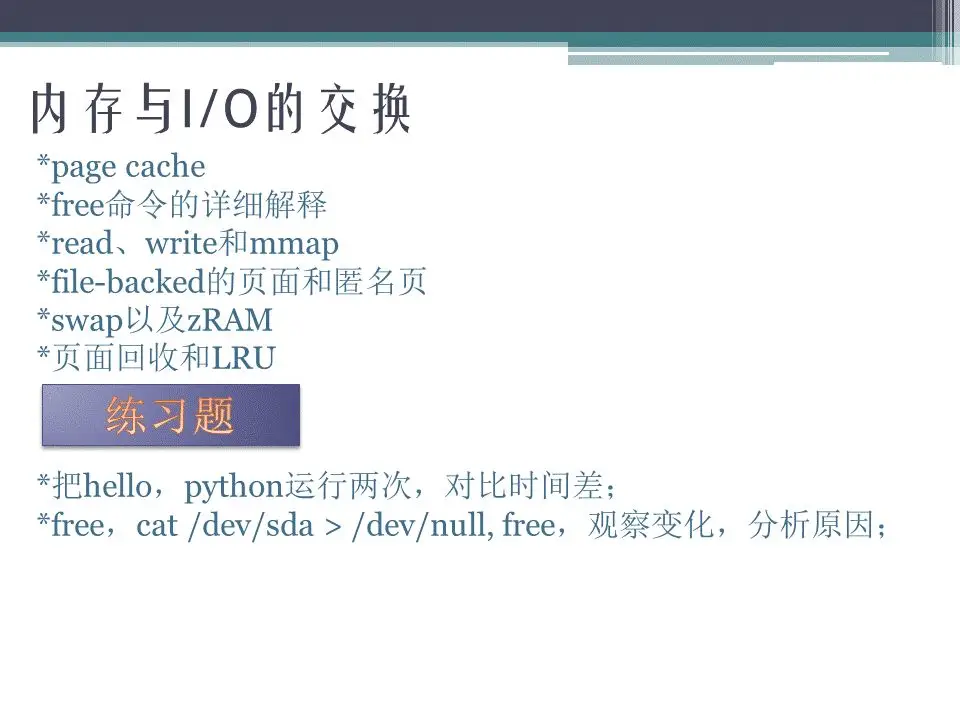 内存与I/O的交换
*page cache
*free命令的详细解释
*read、write和mmap
*file-backed的页面和匿名页
*swap以及zRAM
*页面回收和LRU
练习题
*把hello，python运行两次，对比时间差；
*free，cat /dev/sda > /dev/null, free，观察变化，分析原因；